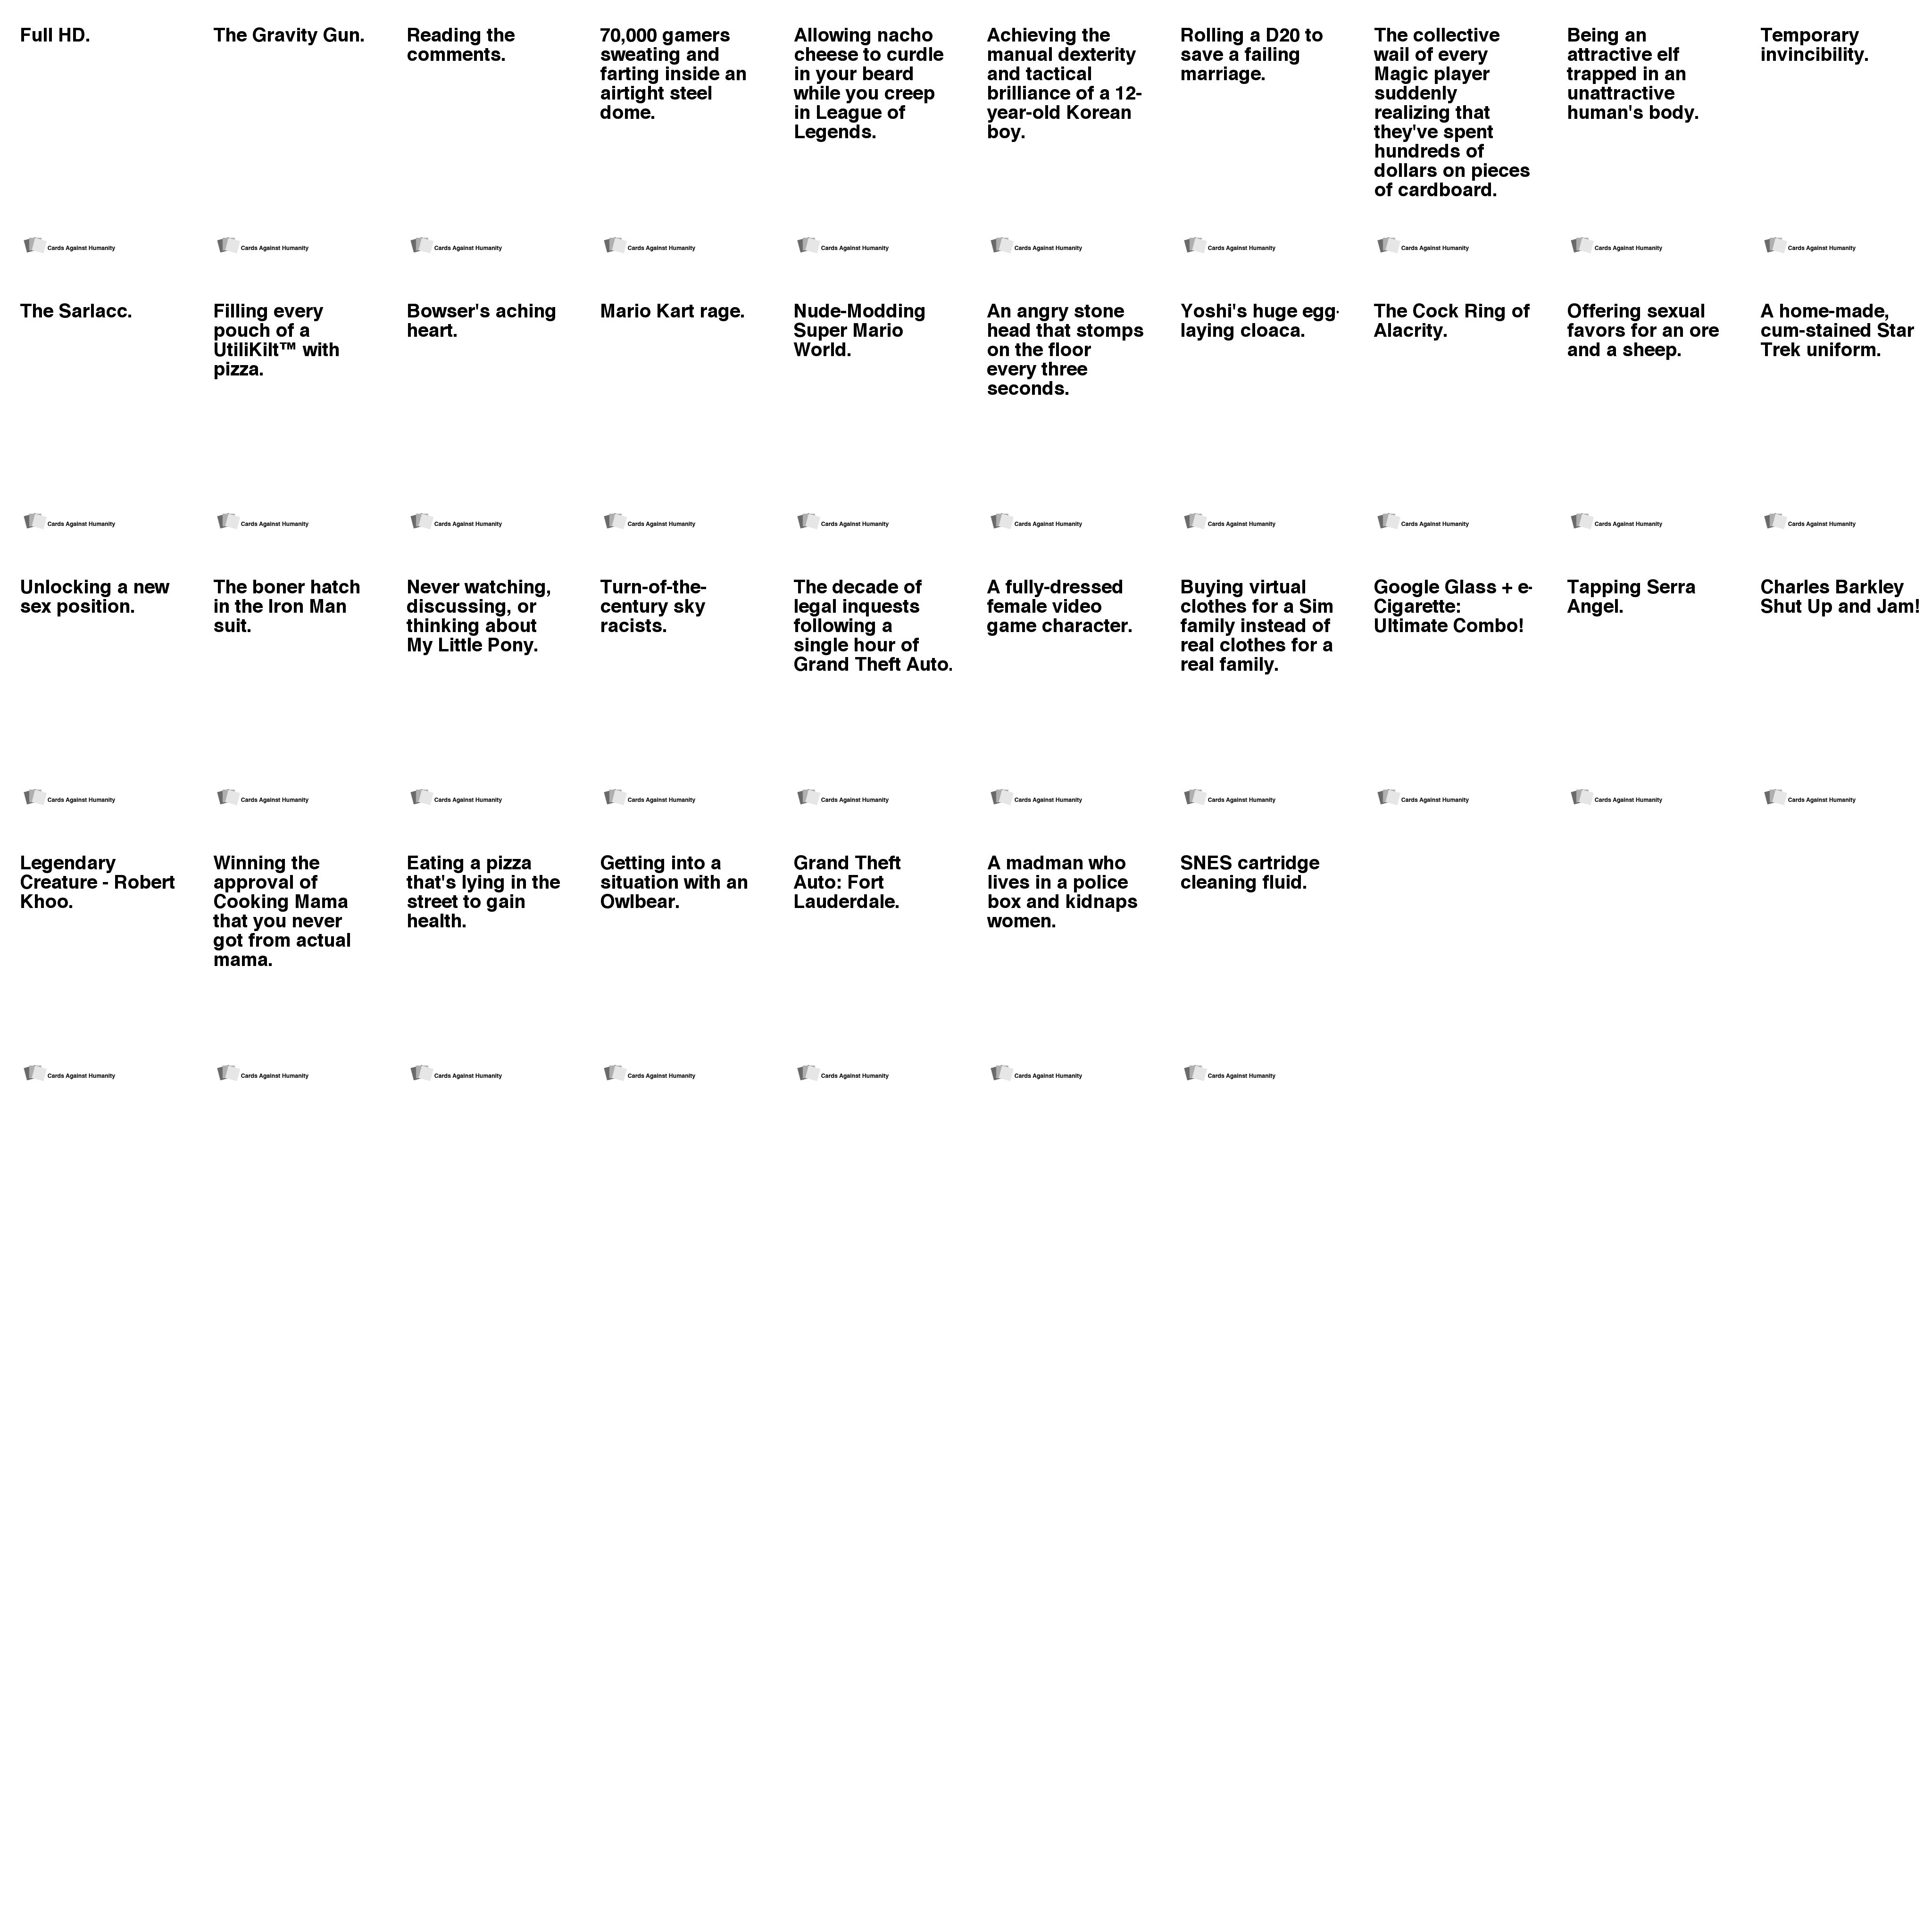 Full HD.
Cards Against Humanity
The Gravity Gun.
Cards Against Humanity
Reading the
comments.
Cards Against Humanity
70,000 gamers
sweating and
farting inside an
airtight steel
dome.
Cards Against Humanity
Allowing nacho
cheese to curdle
in your beard
while you creep
in League of
Legends.
Cards Against Humanity
Achieving the
manual dexterity
and tactical
brilliance of a 12-
year-old Korean
boy.
Cards Against Humanity
Rolling a D20 to
save a failing
marriage.
Cards Against Humanity
The collective
wail of every
Magic player
suddenly
realizing that
they've spent
hundreds of
dollars on pieces
of cardboard.
Cards Against Humanity
Being an
attractive elf
trapped in an
unattractive
human's body.
Cards Against Humanity
Temporary
invincibility.
Cards Against Humanity
The Sarlacc.
Cards Against Humanity
Filling every
pouch of a
UtiliKilt™ with
pizza.
Cards Against Humanity
Bowser's aching
heart.
Cards Against Humanity
Mario Kart rage.
Cards Against Humanity
Nude-Modding
Super Mario
World.
Cards Against Humanity
An angry stone
head that stomps
on the floor
every three
seconds.
Cards Against Humanity
Yoshi's huge egg-
laying cloaca.
Cards Against Humanity
The Cock Ring of
Alacrity.
Cards Against Humanity
Offering sexual
favors for an ore
and a sheep.
Cards Against Humanity
A home-made,
cum-stained Star
Trek uniform.
Cards Against Humanity
Unlocking a new
sex position.
Cards Against Humanity
The boner hatch
in the Iron Man
suit.
Cards Against Humanity
Never watching,
discussing, or
thinking about
My Little Pony.
Cards Against Humanity
Turn-of-the-
century sky
racists.
Cards Against Humanity
The decade of
legal inquests
following a
single hour of
Grand Theft Auto.
Cards Against Humanity
A fully-dressed
female video
game character.
Cards Against Humanity
Buying virtual
clothes for a Sim
family instead of
real clothes for a
real family.
Cards Against Humanity
Google Glass + e-
Cigarette:
Ultimate Combo!
Cards Against Humanity
Tapping Serra
Angel.
Cards Against Humanity
Charles Barkley
Shut Up and Jam!
Cards Against Humanity
Legendary
Creature - Robert
Khoo.
Cards Against Humanity
Winning the
approval of
Cooking Mama
that you never
got from actual
mama.
Cards Against Humanity
Eating a pizza
that's lying in the
street to gain
health.
Cards Against Humanity
Getting into a
situation with an
Owlbear.
Cards Against Humanity
Grand Theft
Auto: Fort
Lauderdale.
Cards Against Humanity
A madman who
lives in a police
box and kidnaps
women.
Cards Against Humanity
SNES cartridge
cleaning fluid.
Cards Against Humanity